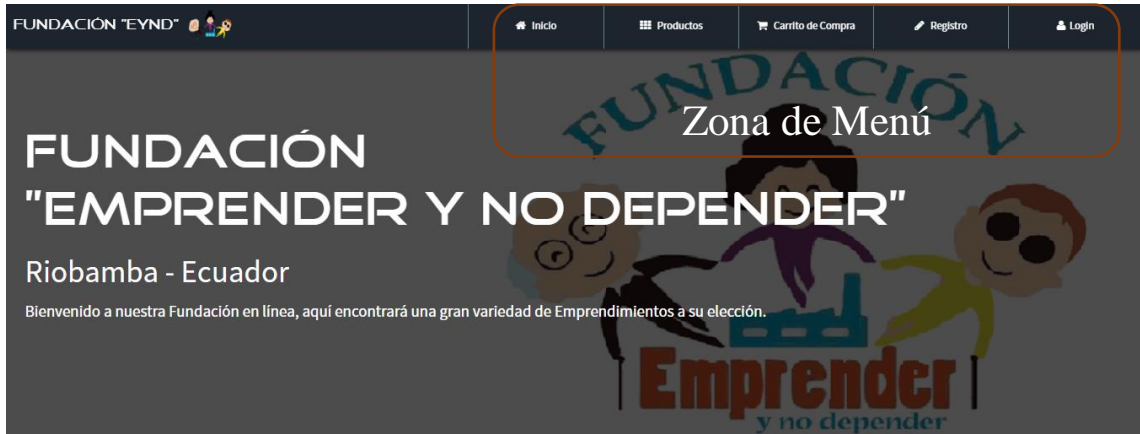 FUNDACIÓN "EYND"
Inicio
Productos
Carrito de Compra
Registro
Login
FUNDACIÓN
Zona de Menú
FUNDACIÓN
"EMPRENDER Y NO DEPENDER"
Riobamba - Ecuador
Bienvenido a nuestra Fundación en línea, aquí encontrará una gran variedad de Emprendimientos a su elección.
Emprender
y no depender